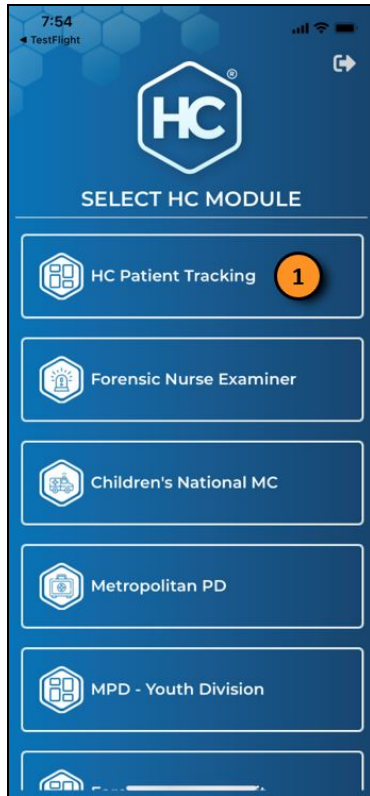 7:54
◀ TestFlight
HC
®
SELECT HC MODULE
HC Patient Tracking
1
Forensic Nurse Examiner
Children's National MC
Metropolitan PD
MPD - Youth Division